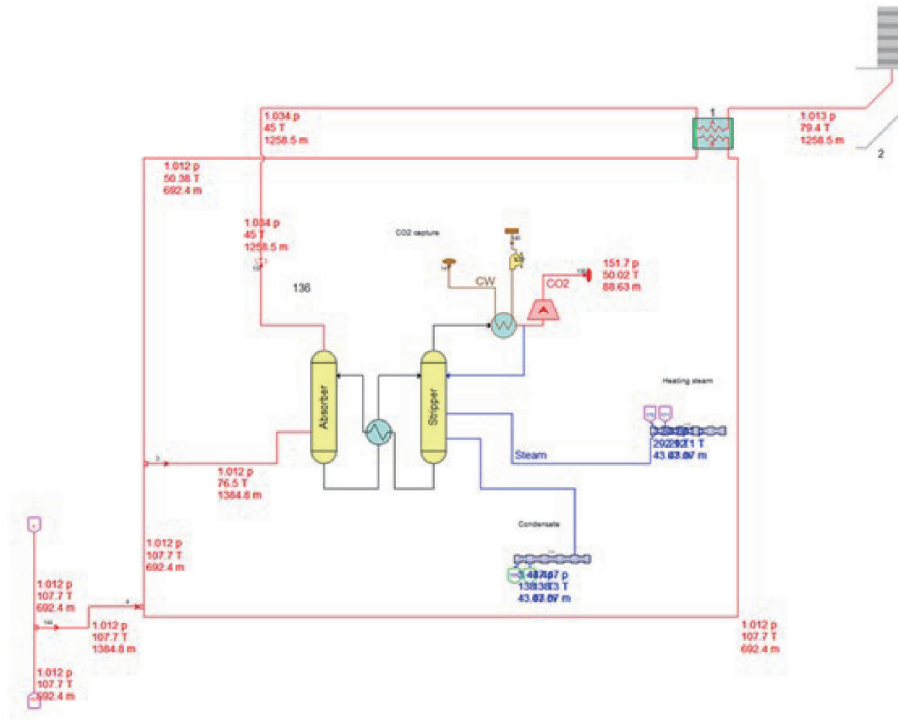 1
1.034 p
45 T
1258.5 m
1.013 p
79.4 T
1258.5 m
2
1.012 p
50.38 T
692.4 m
1.034 p
45 T
1258.5 m
CO2 capture
136
CW
CO2
151.7 p
50.02 T
88.63 m
Absorber
Stripper
Heating steam
Steam
3
1.012 p
76.5 T
1384.8 m
Condensate
1.012 p
107.7 T
692.4 m
1.012 p
107.7 T
692.4 m
4
144
1.012 p
107.7 T
1384.8 m
1.012 p
107.7 T
692.4 m
1.012 p
107.7 T
692.4 m